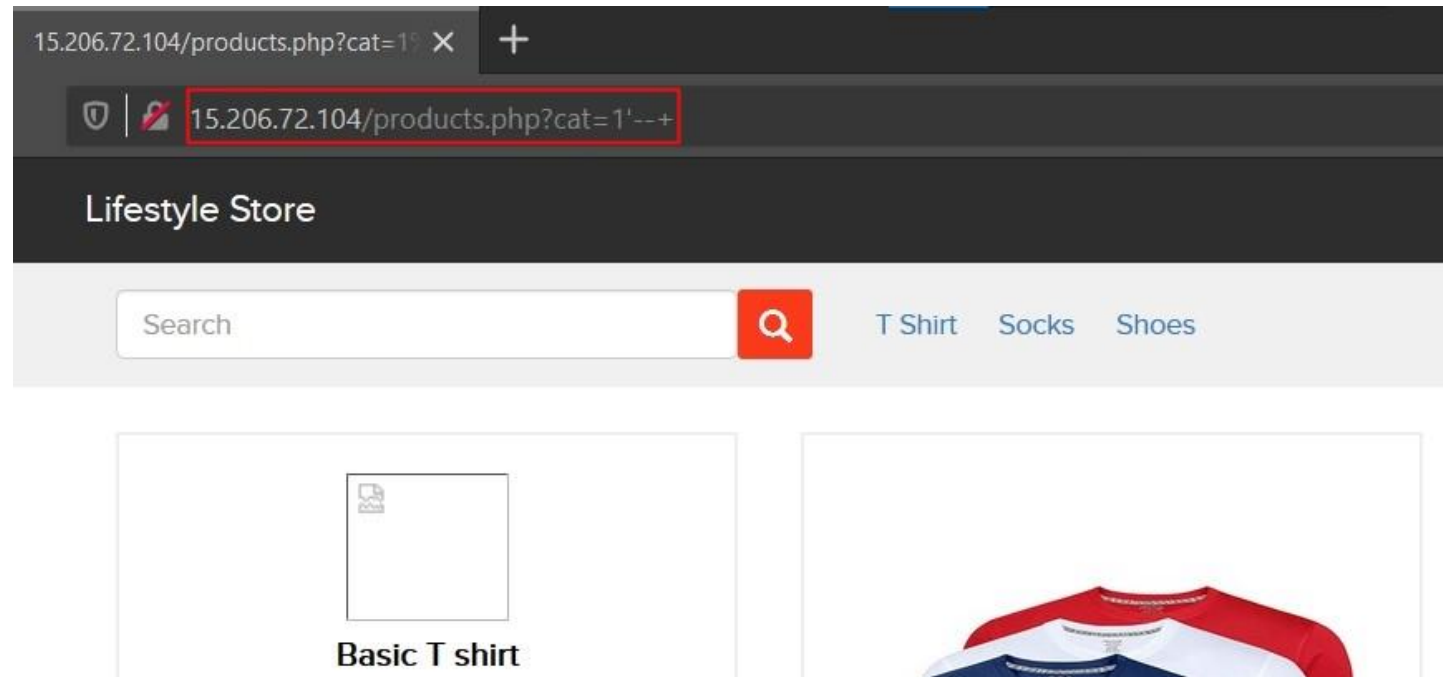 15.206.72.104/products.php?cat=1%
15.206.72.104/products.php?cat=1'--+
Lifestyle Store
Search
T Shirt Socks Shoes
Basic T shirt